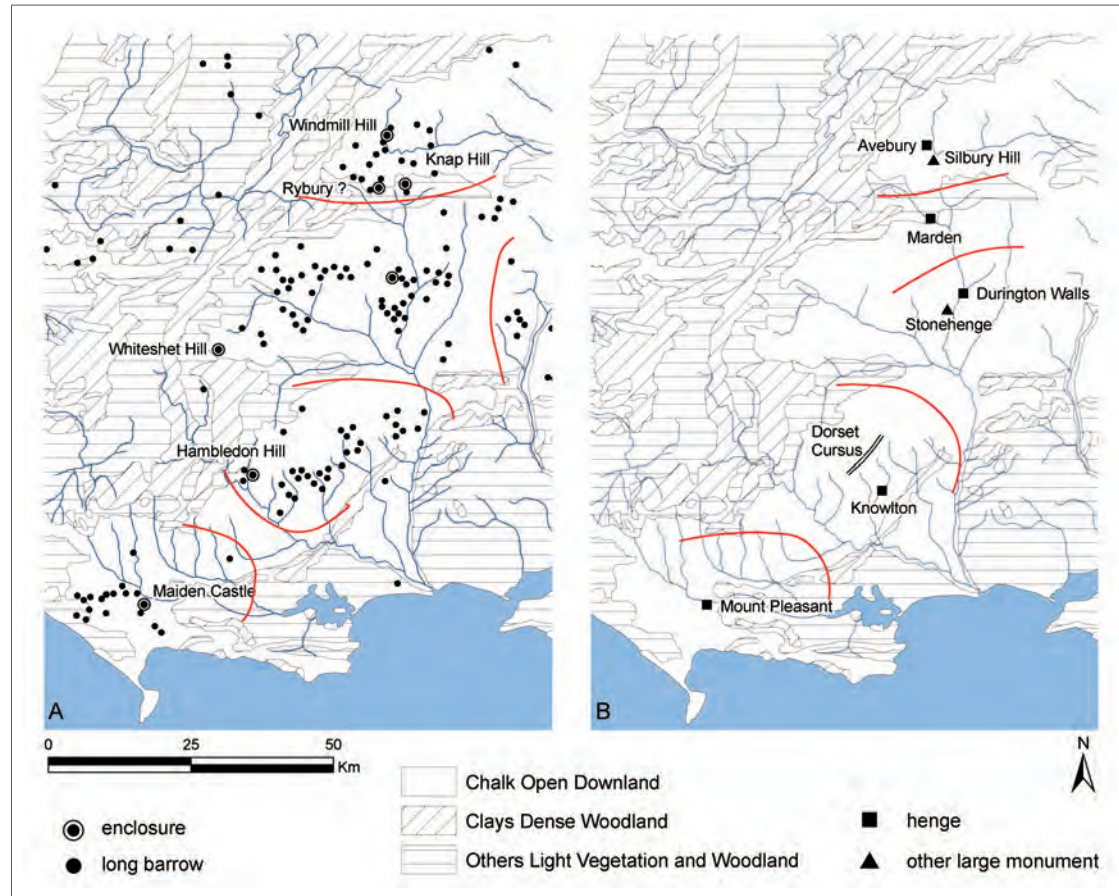 Windmill Hill
Knap Hill
Rybury ?
Whiteshet Hill
Hambledon Hill
Maiden Castle
A
Avebury
Silbury Hill
Marden
Durington Walls
Stonehenge
Dorset
Cursus
Knowlton
Mount Pleasant
B
0 25 50
Km
N
enclosure
long barrow
Chalk Open Downland
Clays Dense Woodland
Others Light Vegetation and Woodland
henge
other large monument